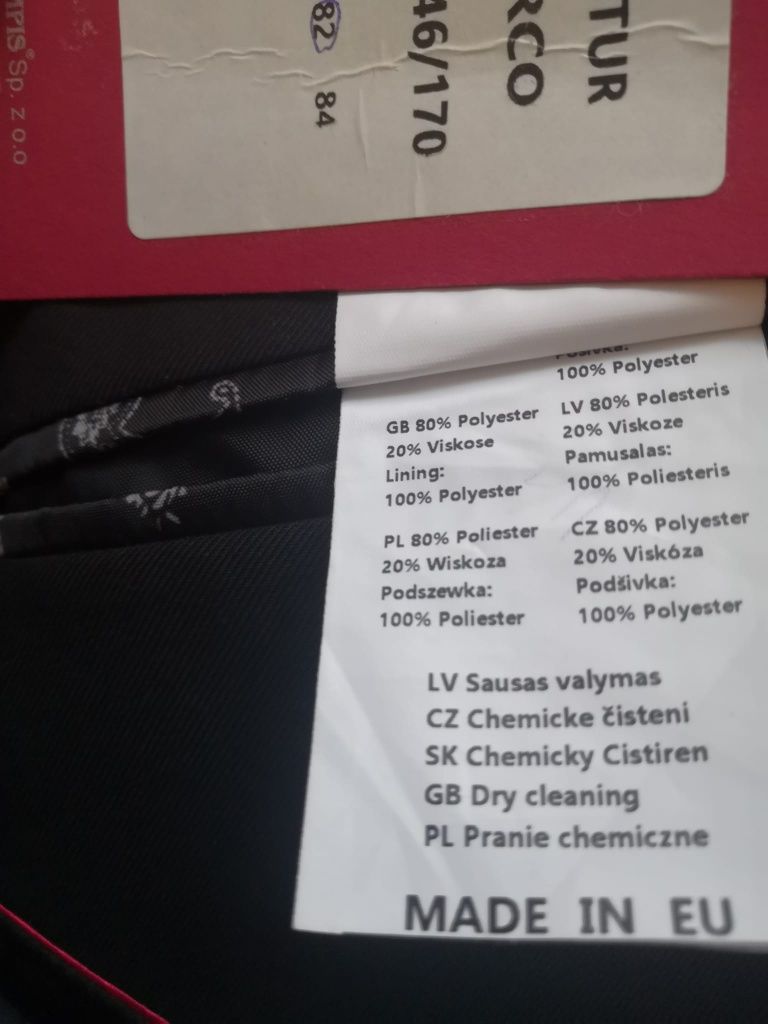 TUR
RCO
46/170
82 84
MPIS® Sp. z o.o
100% Polyester
GB 80% Polyester
20% Viskose
Lining:
100% Polyester
LV 80% Polesteris
20% Viskoze
Pamusalas:
100% Poliesteris
PL 80% Poliester
20% Wiskoza
Podszewka:
100% Poliester
CZ 80% Polyester
20% Viskóza
Podšivka:
100% Polyester
LV Sausas valymas
CZ Chemicke čisteni
SK Chemicky Cistiren
GB Dry cleaning
PL Pranie chemiczne
MADE IN EU